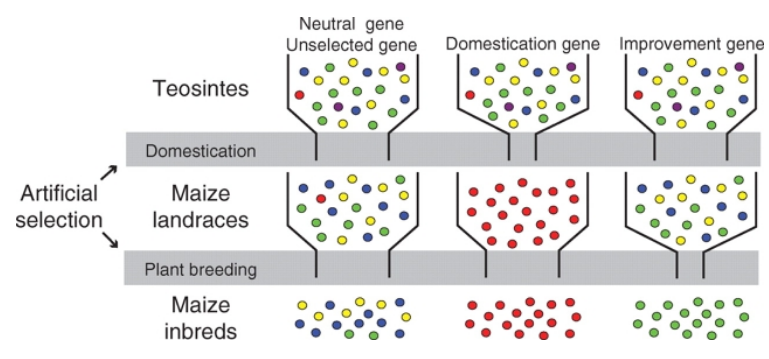 Neutral gene
Unselected gene
Domestication gene
Improvement gene
Teosintes
Domestication
Artificial
selection
Maize
landraces
Plant breeding
Maize
inbreds